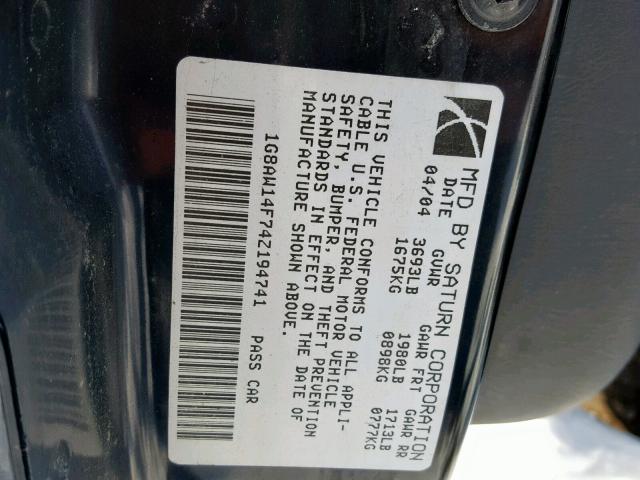 MFD BY SATURN CORPORATION
DATE GVWR GAWR FRT GAWR RR
04/04 3693LB 1980LB 1713LB
1675KG 0898KG 0777KG
THIS VEHICLE CONFORMS TO ALL APPLI-
CABLE U.S. FEDERAL MOTOR VEHICLE
SAFETY, BUMPER, AND THEFT PREVENTION
STANDARDS IN EFFECT ON THE DATE OF
MANUFACTURE SHOWN ABOVE.
1G8AW14F74Z194741 PASS CAR